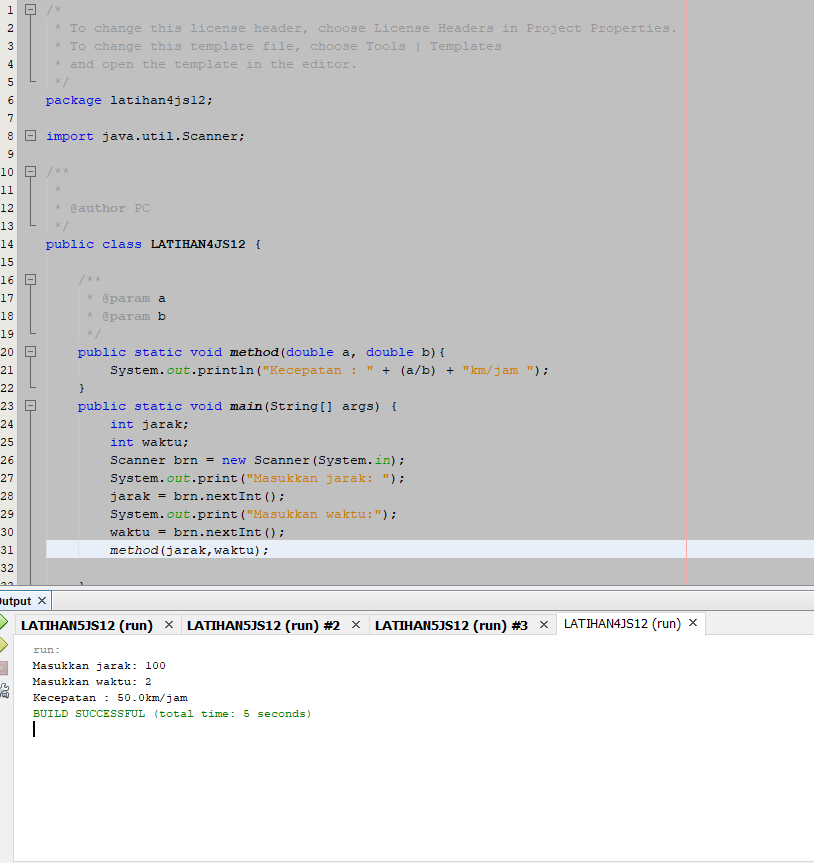 1 /*
2 * To change this license header, choose License Headers in Project Properties.
3 * To change this template file, choose Tools | Templates
4 * and open the template in the editor.
5 */
6 package latihan4js12;
7
8 import java.util.Scanner;
9
10 /**
11 *
12 * @author PC
13 */
14 public class LATIHAN4JS12 {
15
16 /**
17 * @param a
18 * @param b
19 */
20 public static void method(double a, double b){
21 System.out.println("Kecepatan : " + (a/b) + "km/jam ");
22 }
23 public static void main(String[] args) {
24 int jarak;
25 int waktu;
26 Scanner brn = new Scanner(System.in);
27 System.out.print("Masukkan jarak: ");
28 jarak = brn.nextInt();
29 System.out.print("Masukkan waktu:");
30 waktu = brn.nextInt();
31 method(jarak,waktu);
32
Output ×
LATIHAN5JS12 (run) × LATIHAN5JS12 (run) #2 × LATIHAN5JS12 (run) #3 × LATIHAN4JS12 (run) ×
run:
Masukkan jarak: 100
Masukkan waktu: 2
Kecepatan : 50.0km/jam
BUILD SUCCESSFUL (total time: 5 seconds)